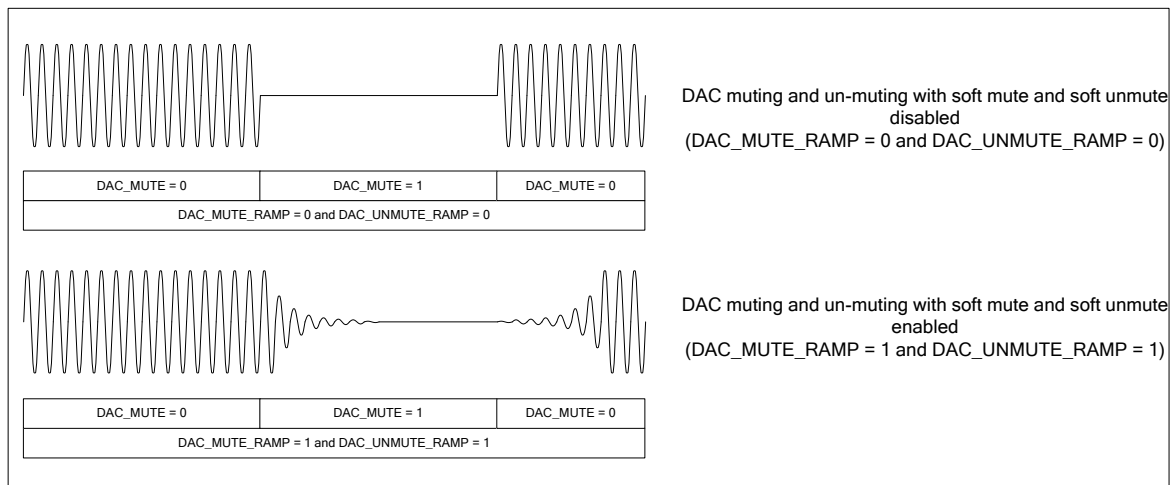 DAC muting and un-muting with soft mute and soft unmute
disabled
(DAC_MUTE_RAMP = 0 and DAC_UNMUTE_RAMP = 0)
DAC_MUTE = 0
DAC_MUTE = 1
DAC_MUTE = 0
DAC_MUTE_RAMP = 0 and DAC_UNMUTE_RAMP = 0
DAC muting and un-muting with soft mute and soft unmute
enabled
(DAC_MUTE_RAMP = 1 and DAC_UNMUTE_RAMP = 1)
DAC_MUTE = 0
DAC_MUTE = 1
DAC_MUTE = 0
DAC_MUTE_RAMP = 1 and DAC_UNMUTE_RAMP = 1